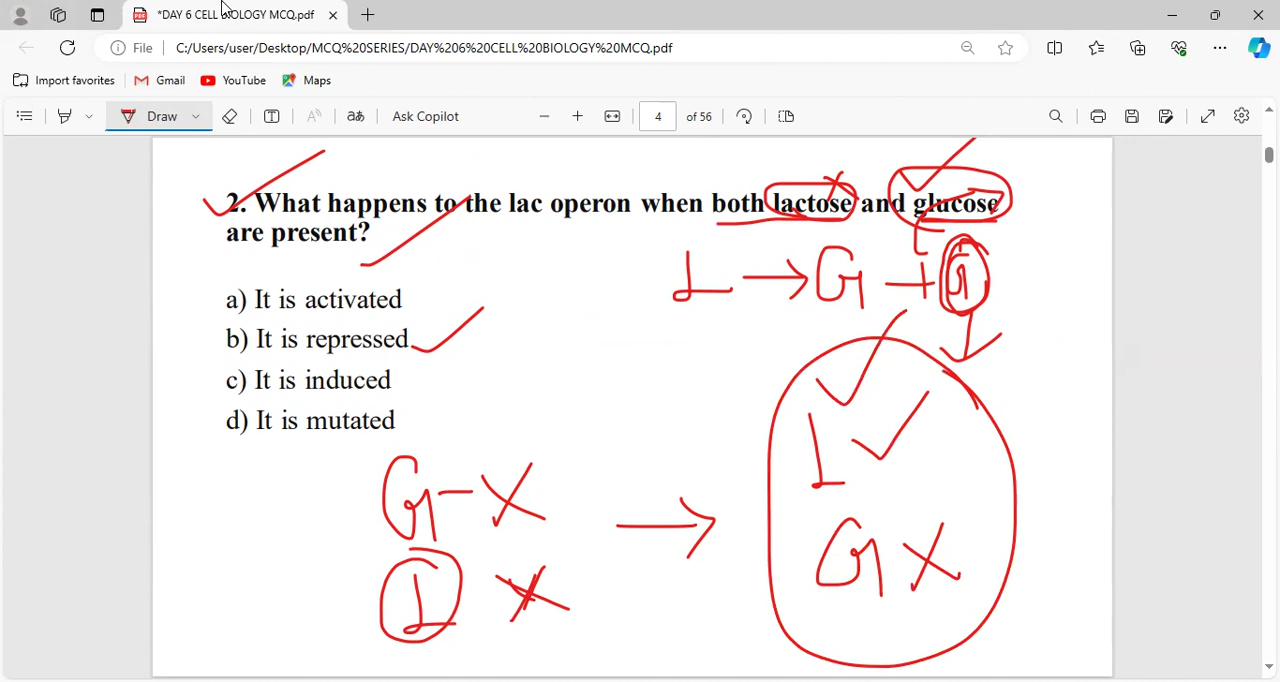 *DAY 6 CELL BIOLOGY MCQ.pdf
File C:/Users/user/Desktop/MCQ%20SERIES/DAY%206%20CELL%20BIOLOGY%20MCQ.pdf
Import favorites Gmail YouTube Maps
Draw aあ Ask Copilot 4 of 56
2. What happens to the lac operon when both lactose and glucose
are present?
L → G + G
a) It is activated
b) It is repressed
c) It is induced
d) It is mutated
L
G - X
G X
L X